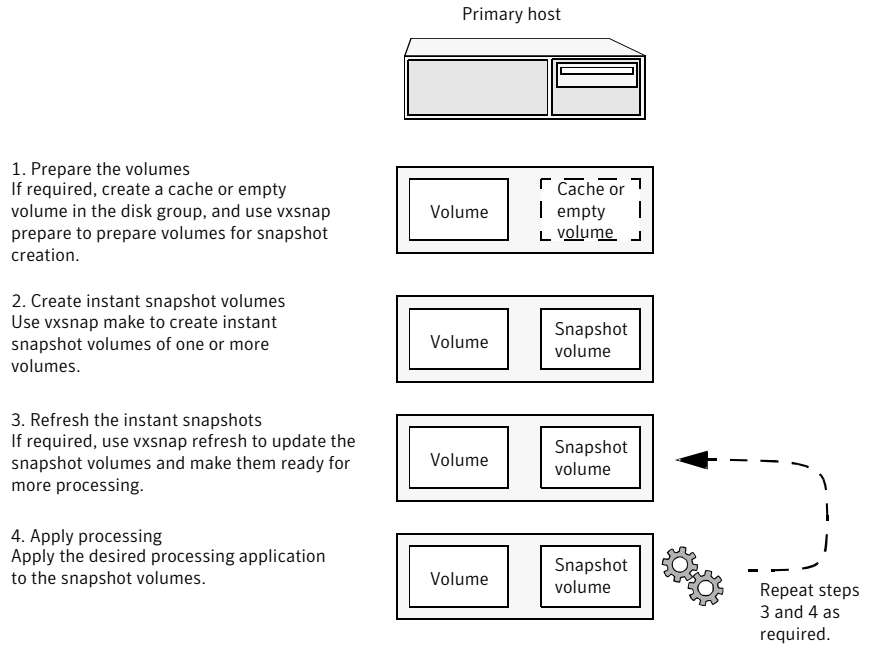 Primary host
1. Prepare the volumes
If required, create a cache or empty
volume in the disk group, and use vxsnap
prepare to prepare volumes for snapshot
creation.
Volume
Cache or
empty
volume
2. Create instant snapshot volumes
Use vxsnap make to create instant
snapshot volumes of one or more
volumes.
Volume
Snapshot
volume
3. Refresh the instant snapshots
If required, use vxsnap refresh to update the
snapshot volumes and make them ready for
more processing.
Volume
Snapshot
volume
4. Apply processing
Apply the desired processing application
to the snapshot volumes.
Volume
Snapshot
volume
Repeat steps
3 and 4 as
required.